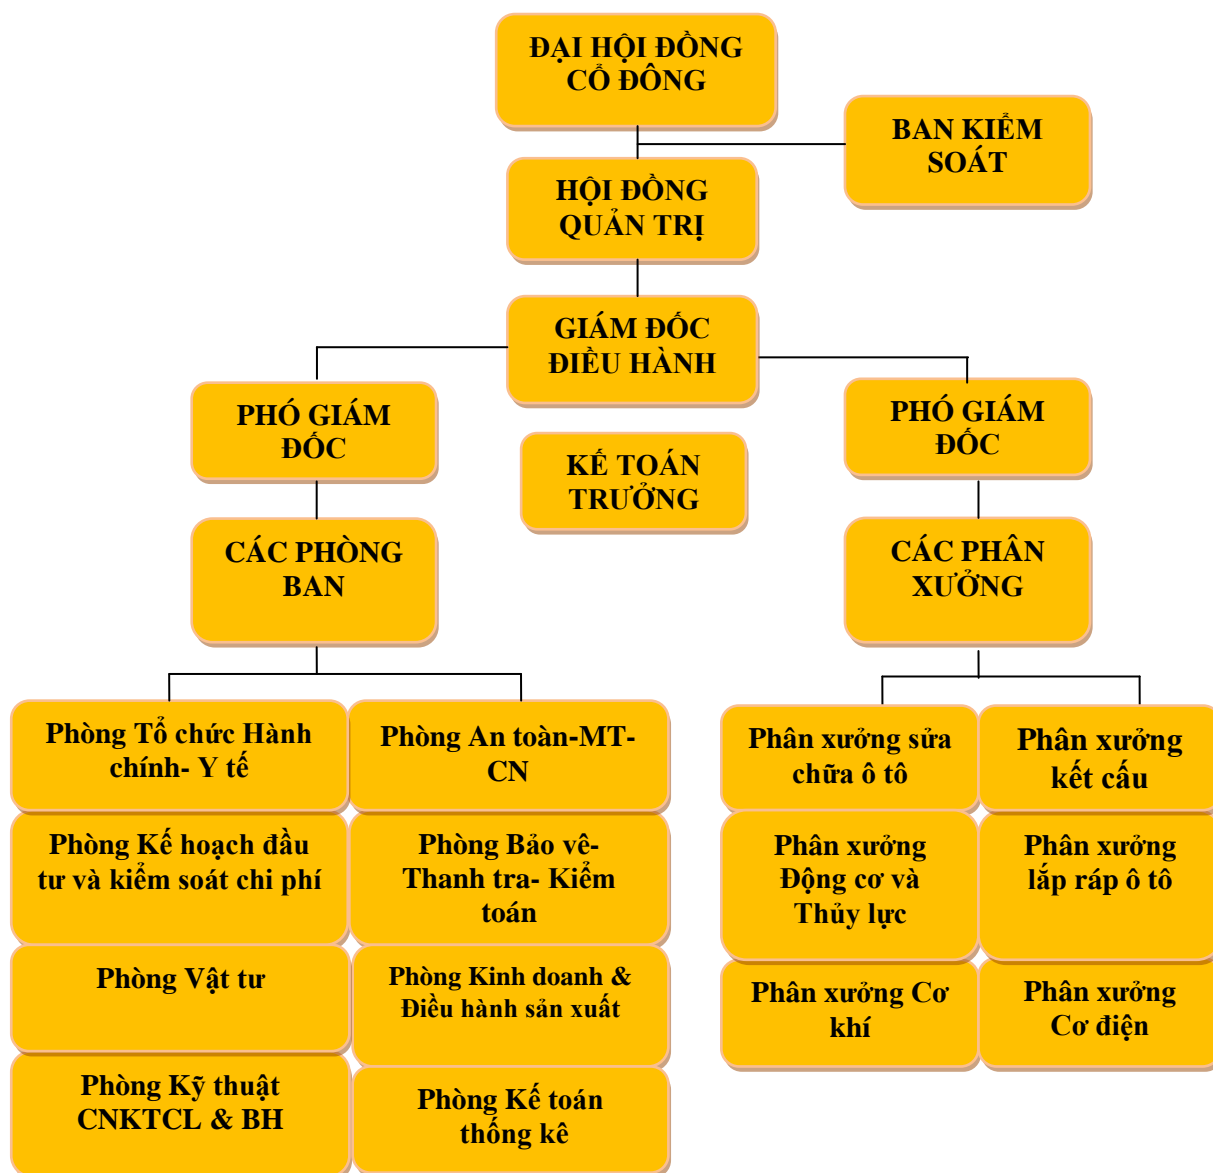 ĐẠI HỘI ĐỒNG
CỔ ĐÔNG
BAN KIỂM
SOÁT
HỘI ĐỒNG
QUẢN TRỊ
GIÁM ĐỐC
ĐIỀU HÀNH
PHÓ GIÁM
ĐỐC
KẾ TOÁN
TRƯỞNG
PHÓ GIÁM
ĐỐC
CÁC PHÒNG
BAN
CÁC PHÂN
XƯỞNG
Phòng Tổ chức Hành
chính- Y tế
Phòng An toàn-MT-
CN
Phân xưởng sửa
chữa ô tô
Phân xưởng
kết cấu
Phòng Kế hoạch đầu
tư và kiểm soát chi phí
Phòng Bảo vê-
Thanh tra- Kiểm
toán
Phân xưởng
Động cơ và
Thủy lực
Phân xưởng
lắp ráp ô tô
Phòng Vật tư
Phòng Kinh doanh &
Điều hành sản xuất
Phân xưởng Cơ
khí
Phân xưởng
Cơ điện
Phòng Kỹ thuật
CNKTCL & BH
Phòng Kế toán
thống kê